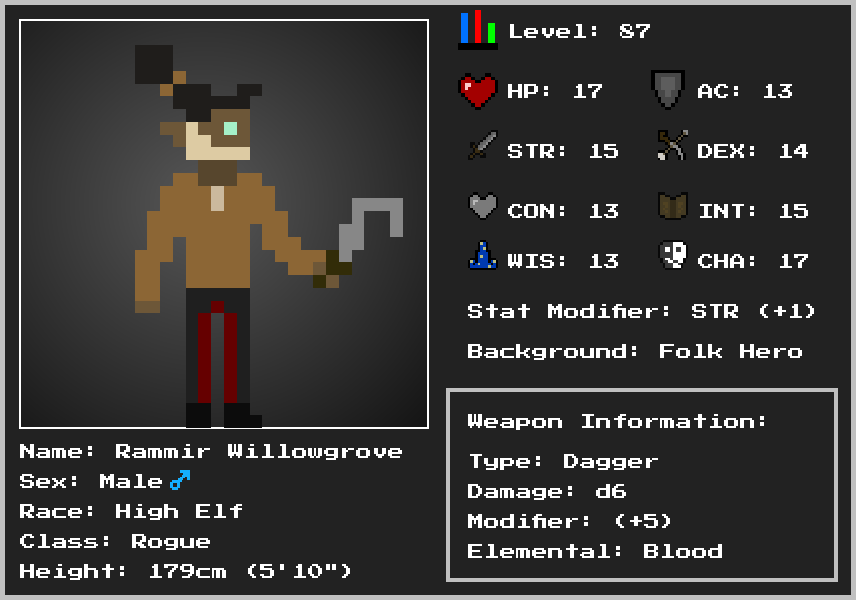 Level: 87
HP: 17 AC: 13
STR: 15 DEX: 14
CON: 13 INT: 15
WIS: 13 CHA: 17
Stat Modifier: STR (+1)
Background: Folk Hero
Name: Rammir Willowgrove
Sex: Male♂
Race: High Elf
Class: Rogue
Height: 179cm (5'10")
Weapon Information:
Type: Dagger
Damage: d6
Modifier: (+5)
Elemental: Blood